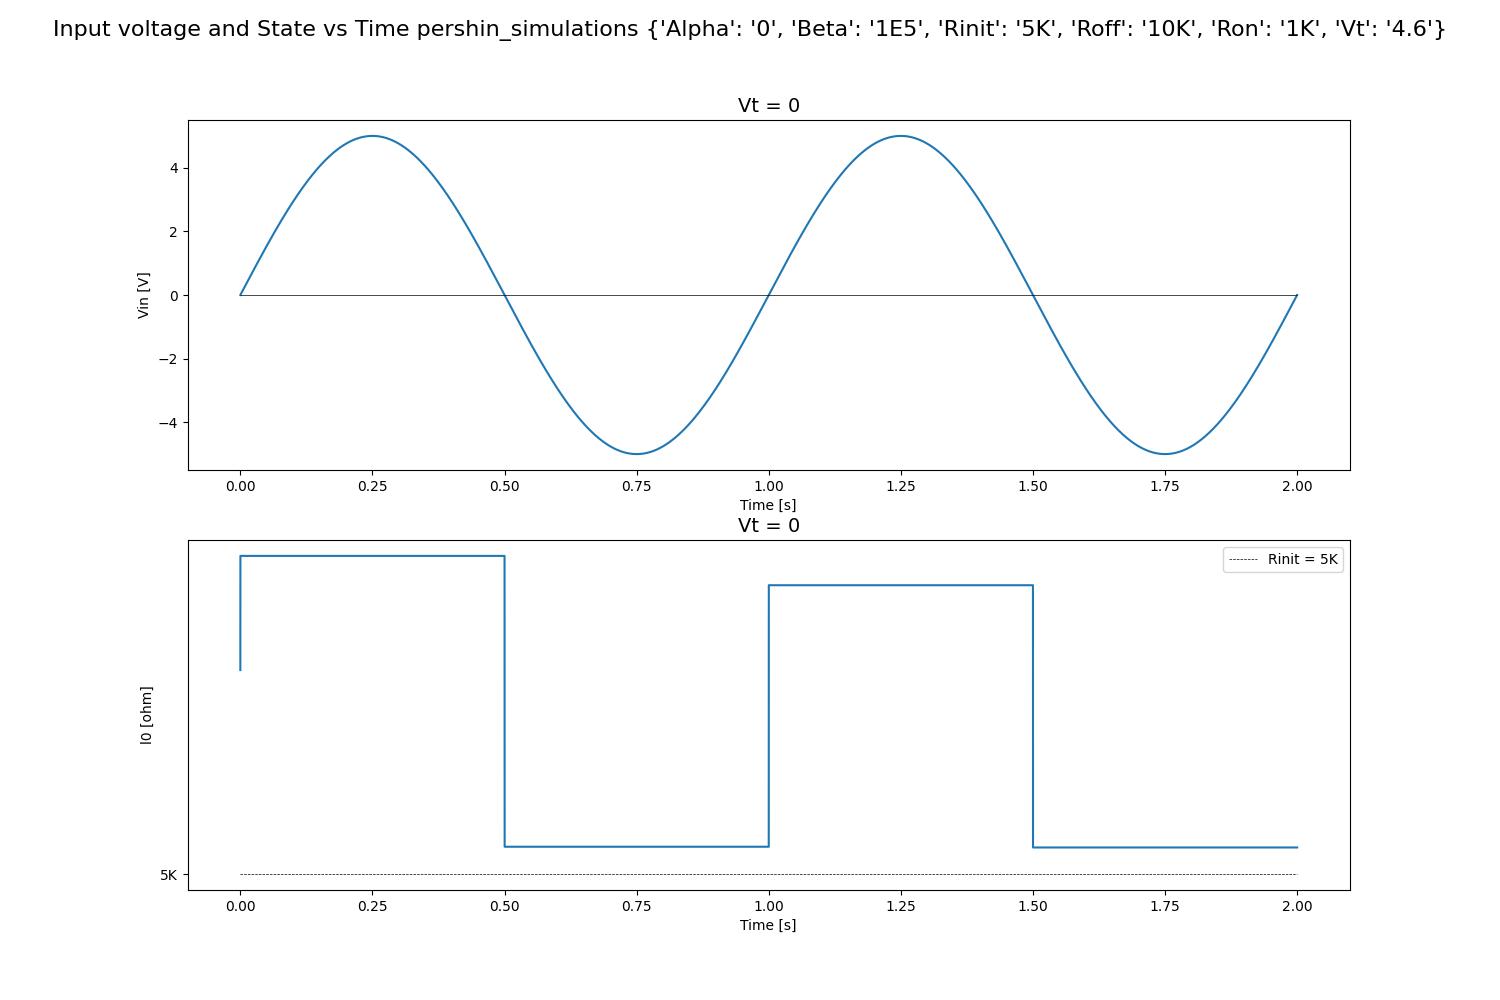 Input voltage and State vs Time pershin_simulations {'Alpha': '0', 'Beta': '1E5', 'Rinit': '5K', 'Roff': '10K', 'Ron': '1K', 'Vt': '4.6'}
Vt = 0
Vin [V]
4
2
0
−2
−4
0.00 0.25 0.50 0.75 1.00 1.25 1.50 1.75 2.00
Time [s]
Vt = 0
Rinit = 5K
l0 [ohm]
5K
0.00 0.25 0.50 0.75 1.00 1.25 1.50 1.75 2.00
Time [s]